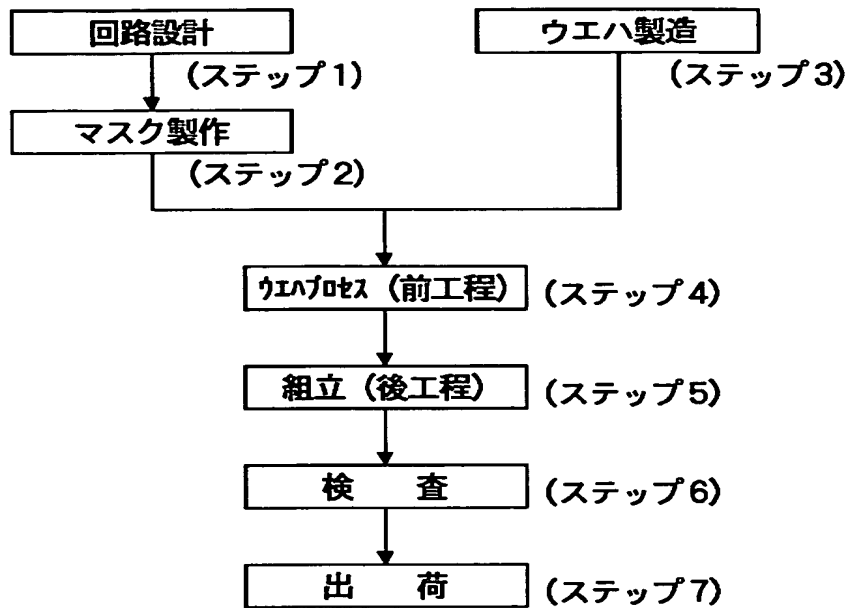 回路設計
(ステップ1)
ウエハ製造
(ステップ3)
マスク製作
(ステップ2)
ｳｴﾊﾌﾟﾛｾｽ (前工程)
(ステップ4)
組立 (後工程)
(ステップ5)
検　査
(ステップ6)
出　荷
(ステップ7)